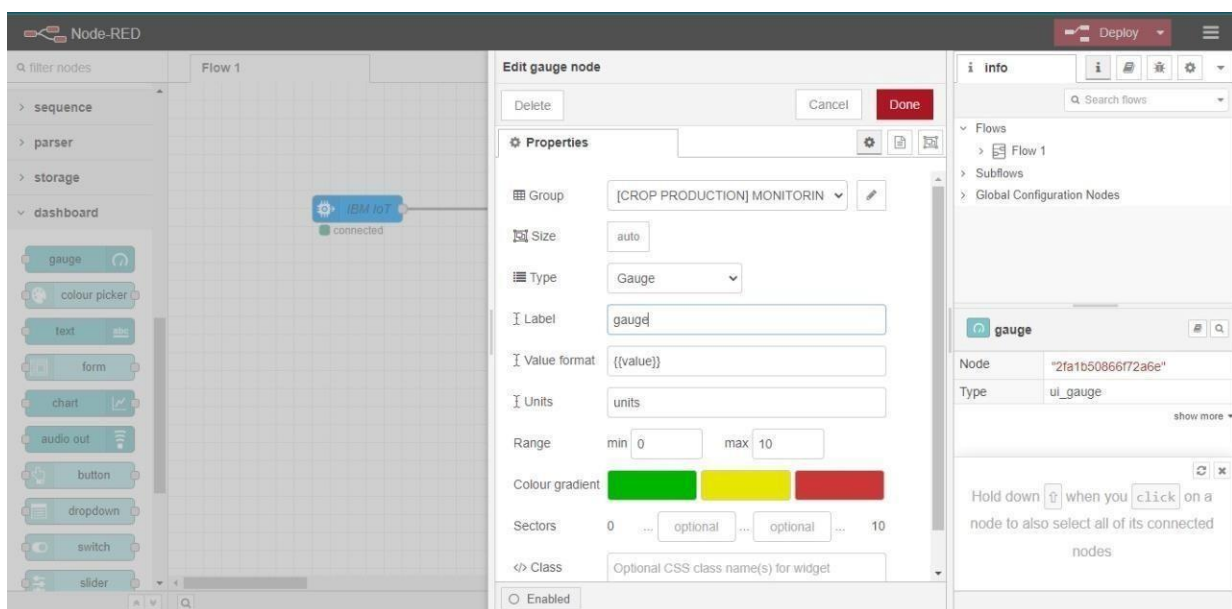 Node-RED
Deploy
filter nodes
sequence
parser
storage
dashboard
gauge
colour picker
text
abc
form
chart
audio out
button
dropdown
switch
slider
Flow 1
IBM IoT
connected
Edit gauge node
Delete
Cancel
Done
Properties
Group
[CROP PRODUCTION] MONITORIN
Size
auto
Type
Gauge
Label
gauge
Value format
{{value}}
Units
units
Range
min 0
max 10
Colour gradient
Sectors
0 ... optional ... optional ... 10
</> Class
Optional CSS class name(s) for widget
Enabled
i info
i
Search flows
Flows
Flow 1
Subflows
Global Configuration Nodes
gauge
Node
"2fa1b50866f72a6e"
Type
ui_gauge
show more
Hold down ⇧ when you click on a
node to also select all of its connected
nodes